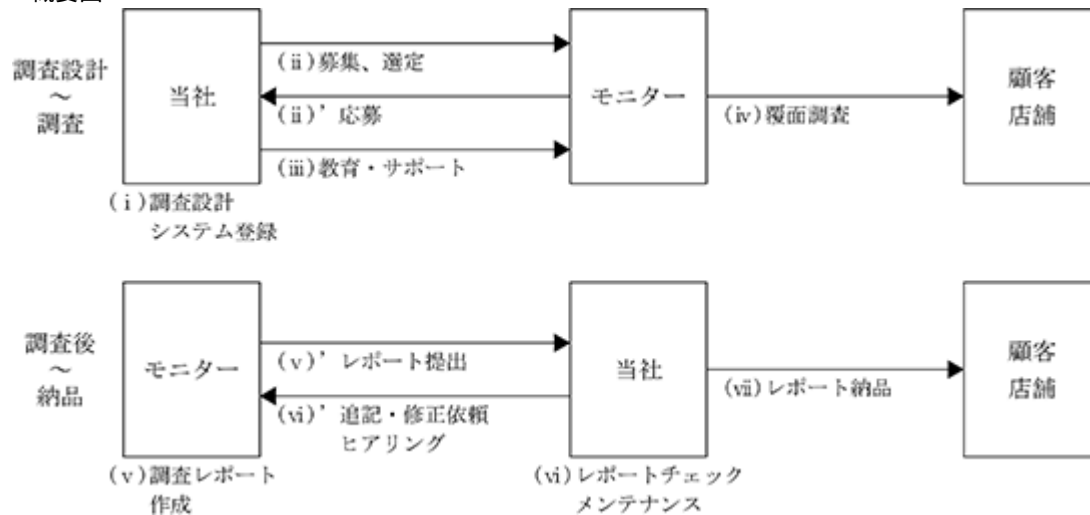 調査設計
～
調査
当社
(ⅱ)募集、選定
(ⅱ)’応募
(ⅲ)教育・サポート
モニター
(ⅳ)覆面調査
顧客
店舗
(ⅰ)調査設計
システム登録
調査後
～
納品
モニター
(ⅴ)’レポート提出
(ⅵ)’追記・修正依頼
ヒアリング
当社
(ⅶ)レポート納品
顧客
店舗
(ⅴ)調査レポート
作成
(ⅵ)レポートチェック
メンテナンス